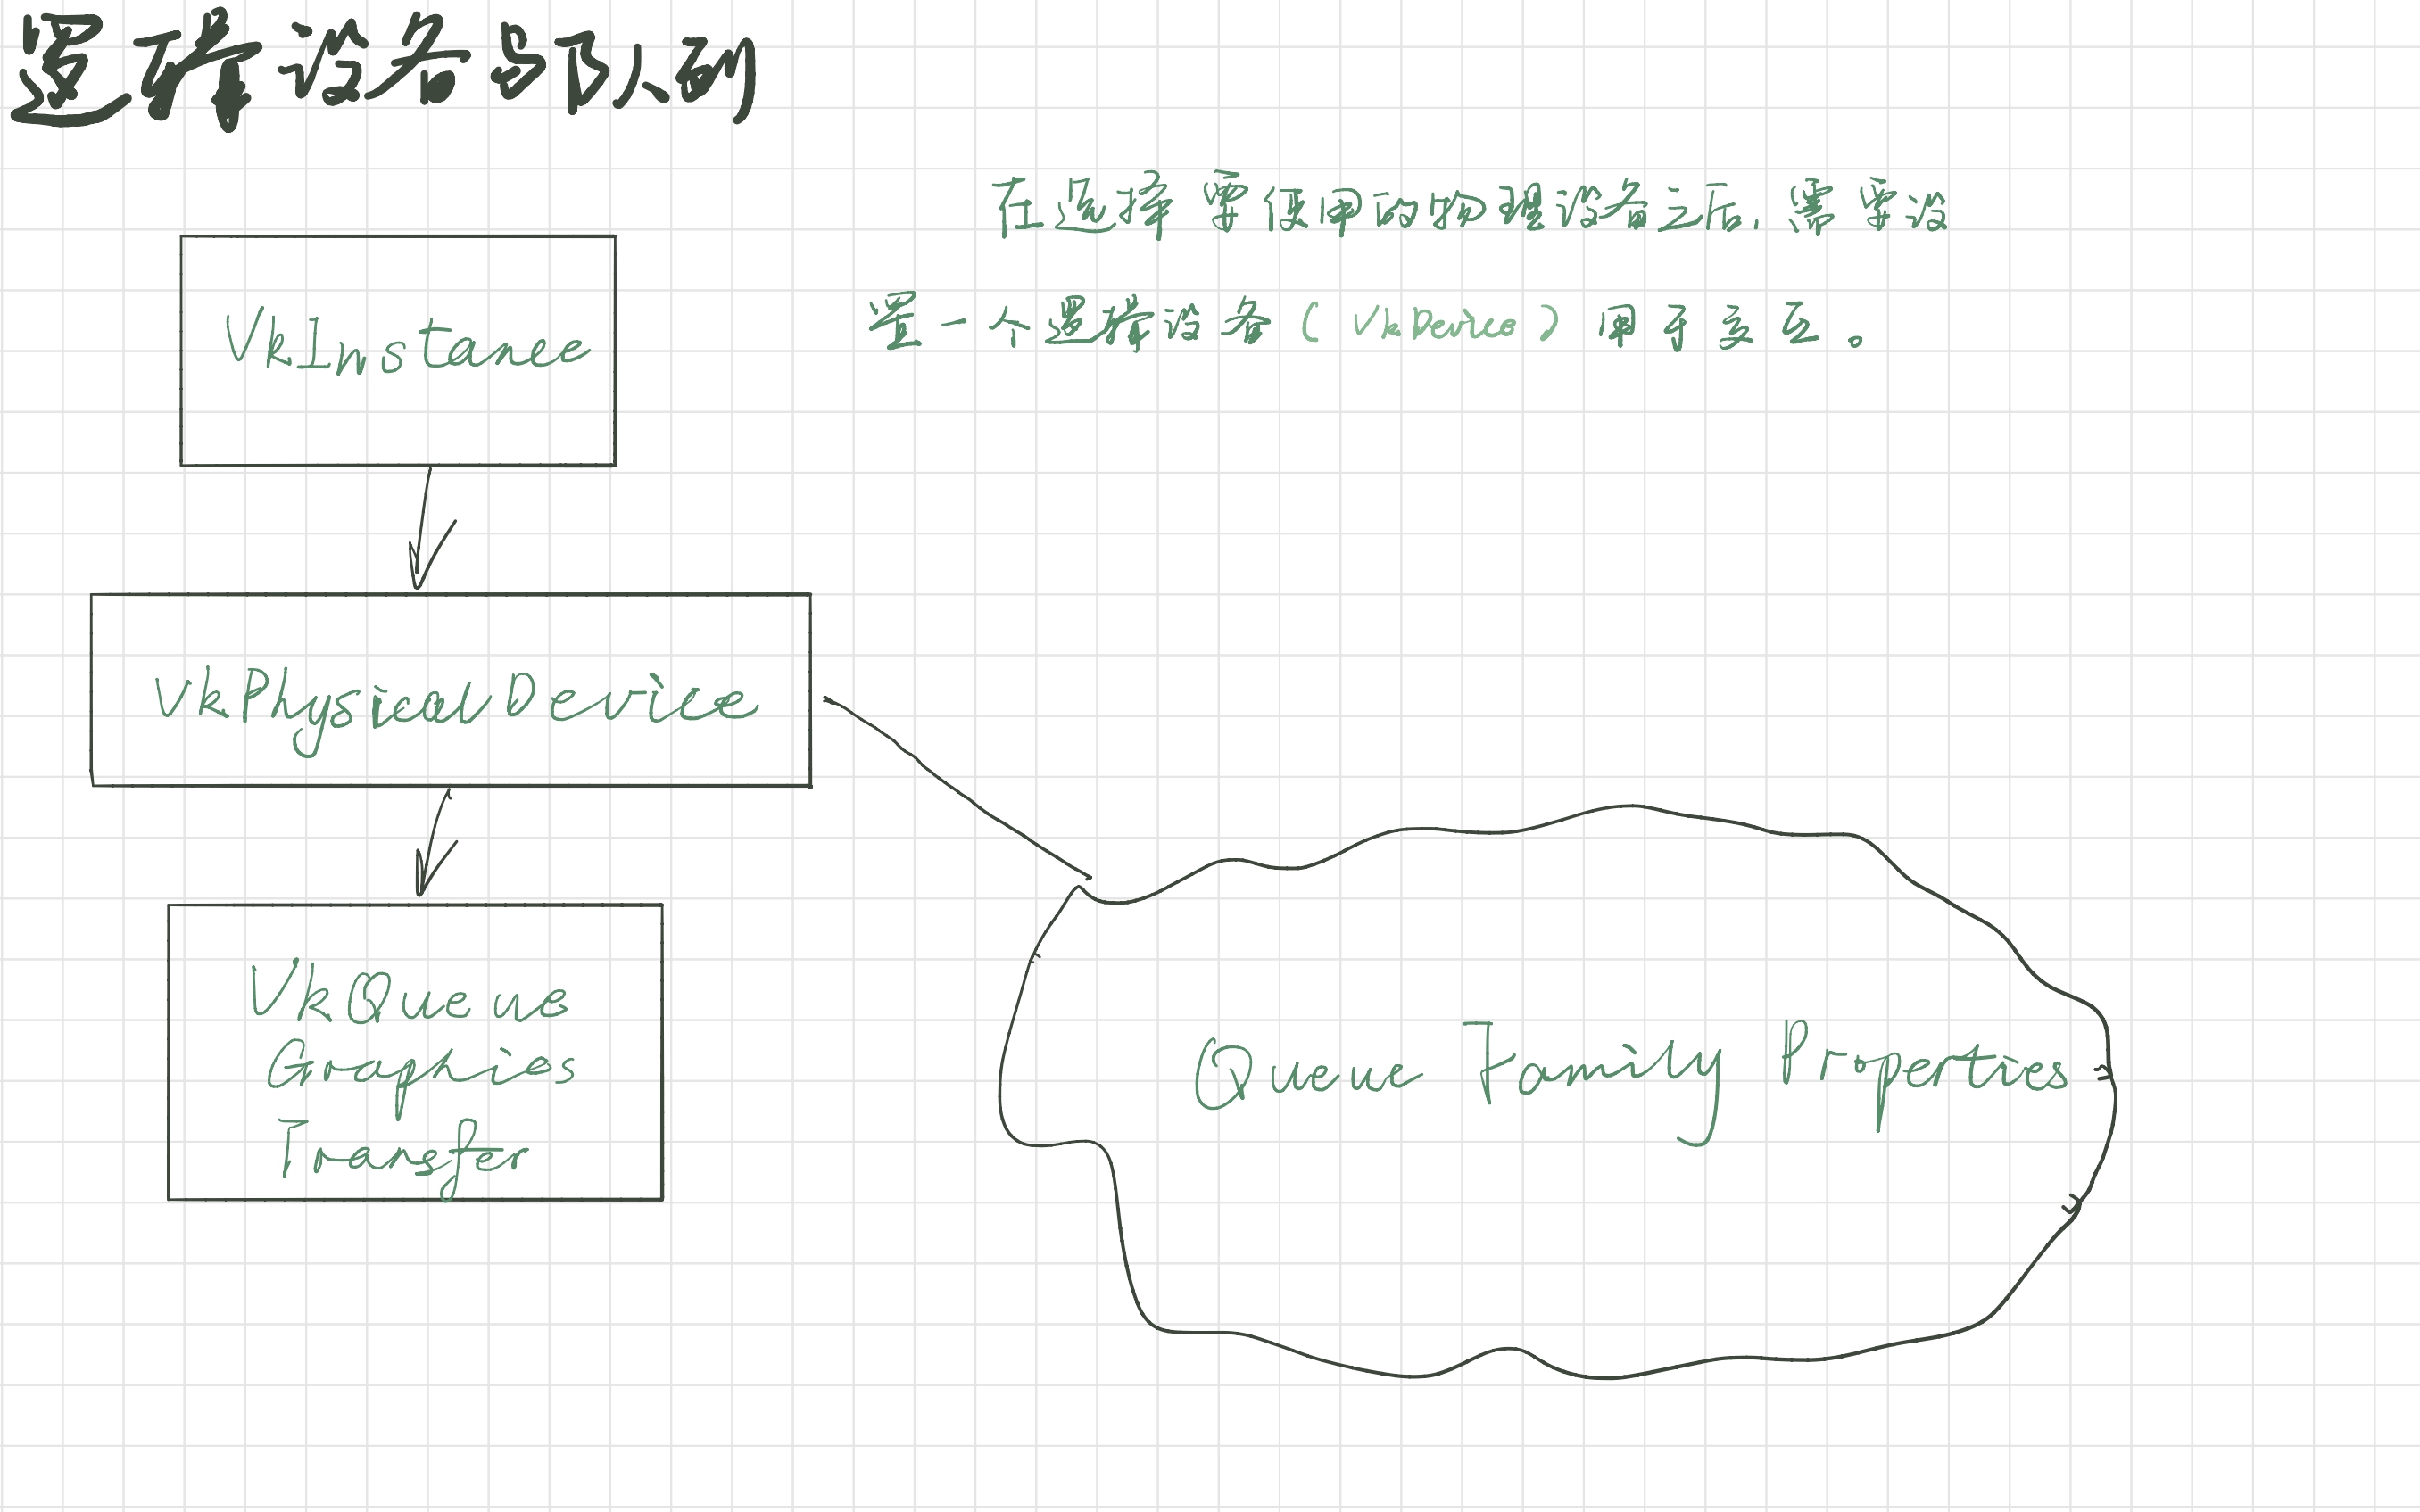 逻辑设备与队列
在选择要使用的物理设备之后,需要设
置一个逻辑设备(VkDevice)用于交互。
VkInstance
VkPhysicalDevice
VkQueue
Graphics
Transfer
Queue Family Properties